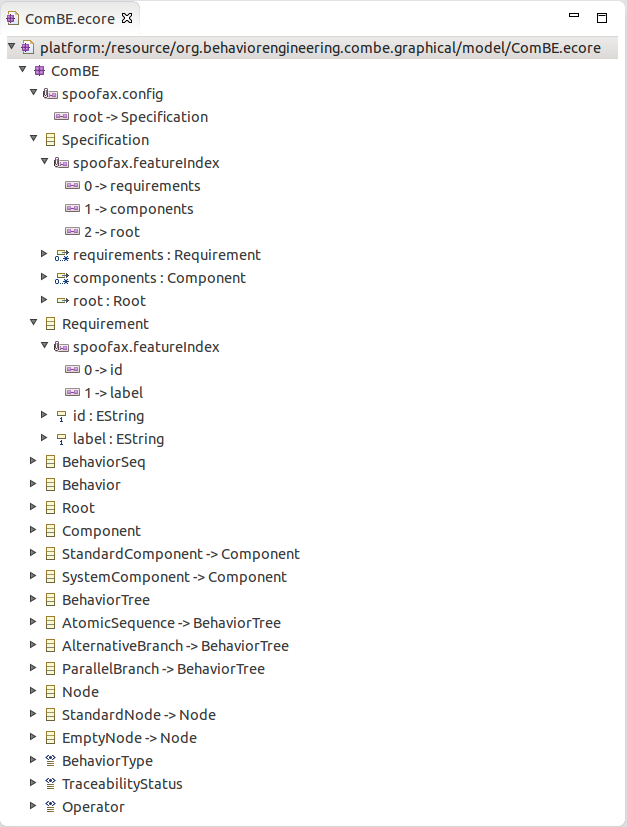 ComBE.ecore
platform:/resource/org.behaviorengineering.combe.graphical/model/ComBE.ecore
ComBE
spoofax.config
root -> Specification
Specification
spoofax.featureIndex
0 -> requirements
1 -> components
2 -> root
requirements : Requirement
components : Component
root : Root
Requirement
spoofax.featureIndex
0 -> id
1 -> label
id : EString
label : EString
BehaviorSeq
Behavior
Root
Component
StandardComponent -> Component
SystemComponent -> Component
BehaviorTree
AtomicSequence -> BehaviorTree
AlternativeBranch -> BehaviorTree
ParallelBranch -> BehaviorTree
Node
StandardNode -> Node
EmptyNode -> Node
BehaviorType
TraceabilityStatus
Operator